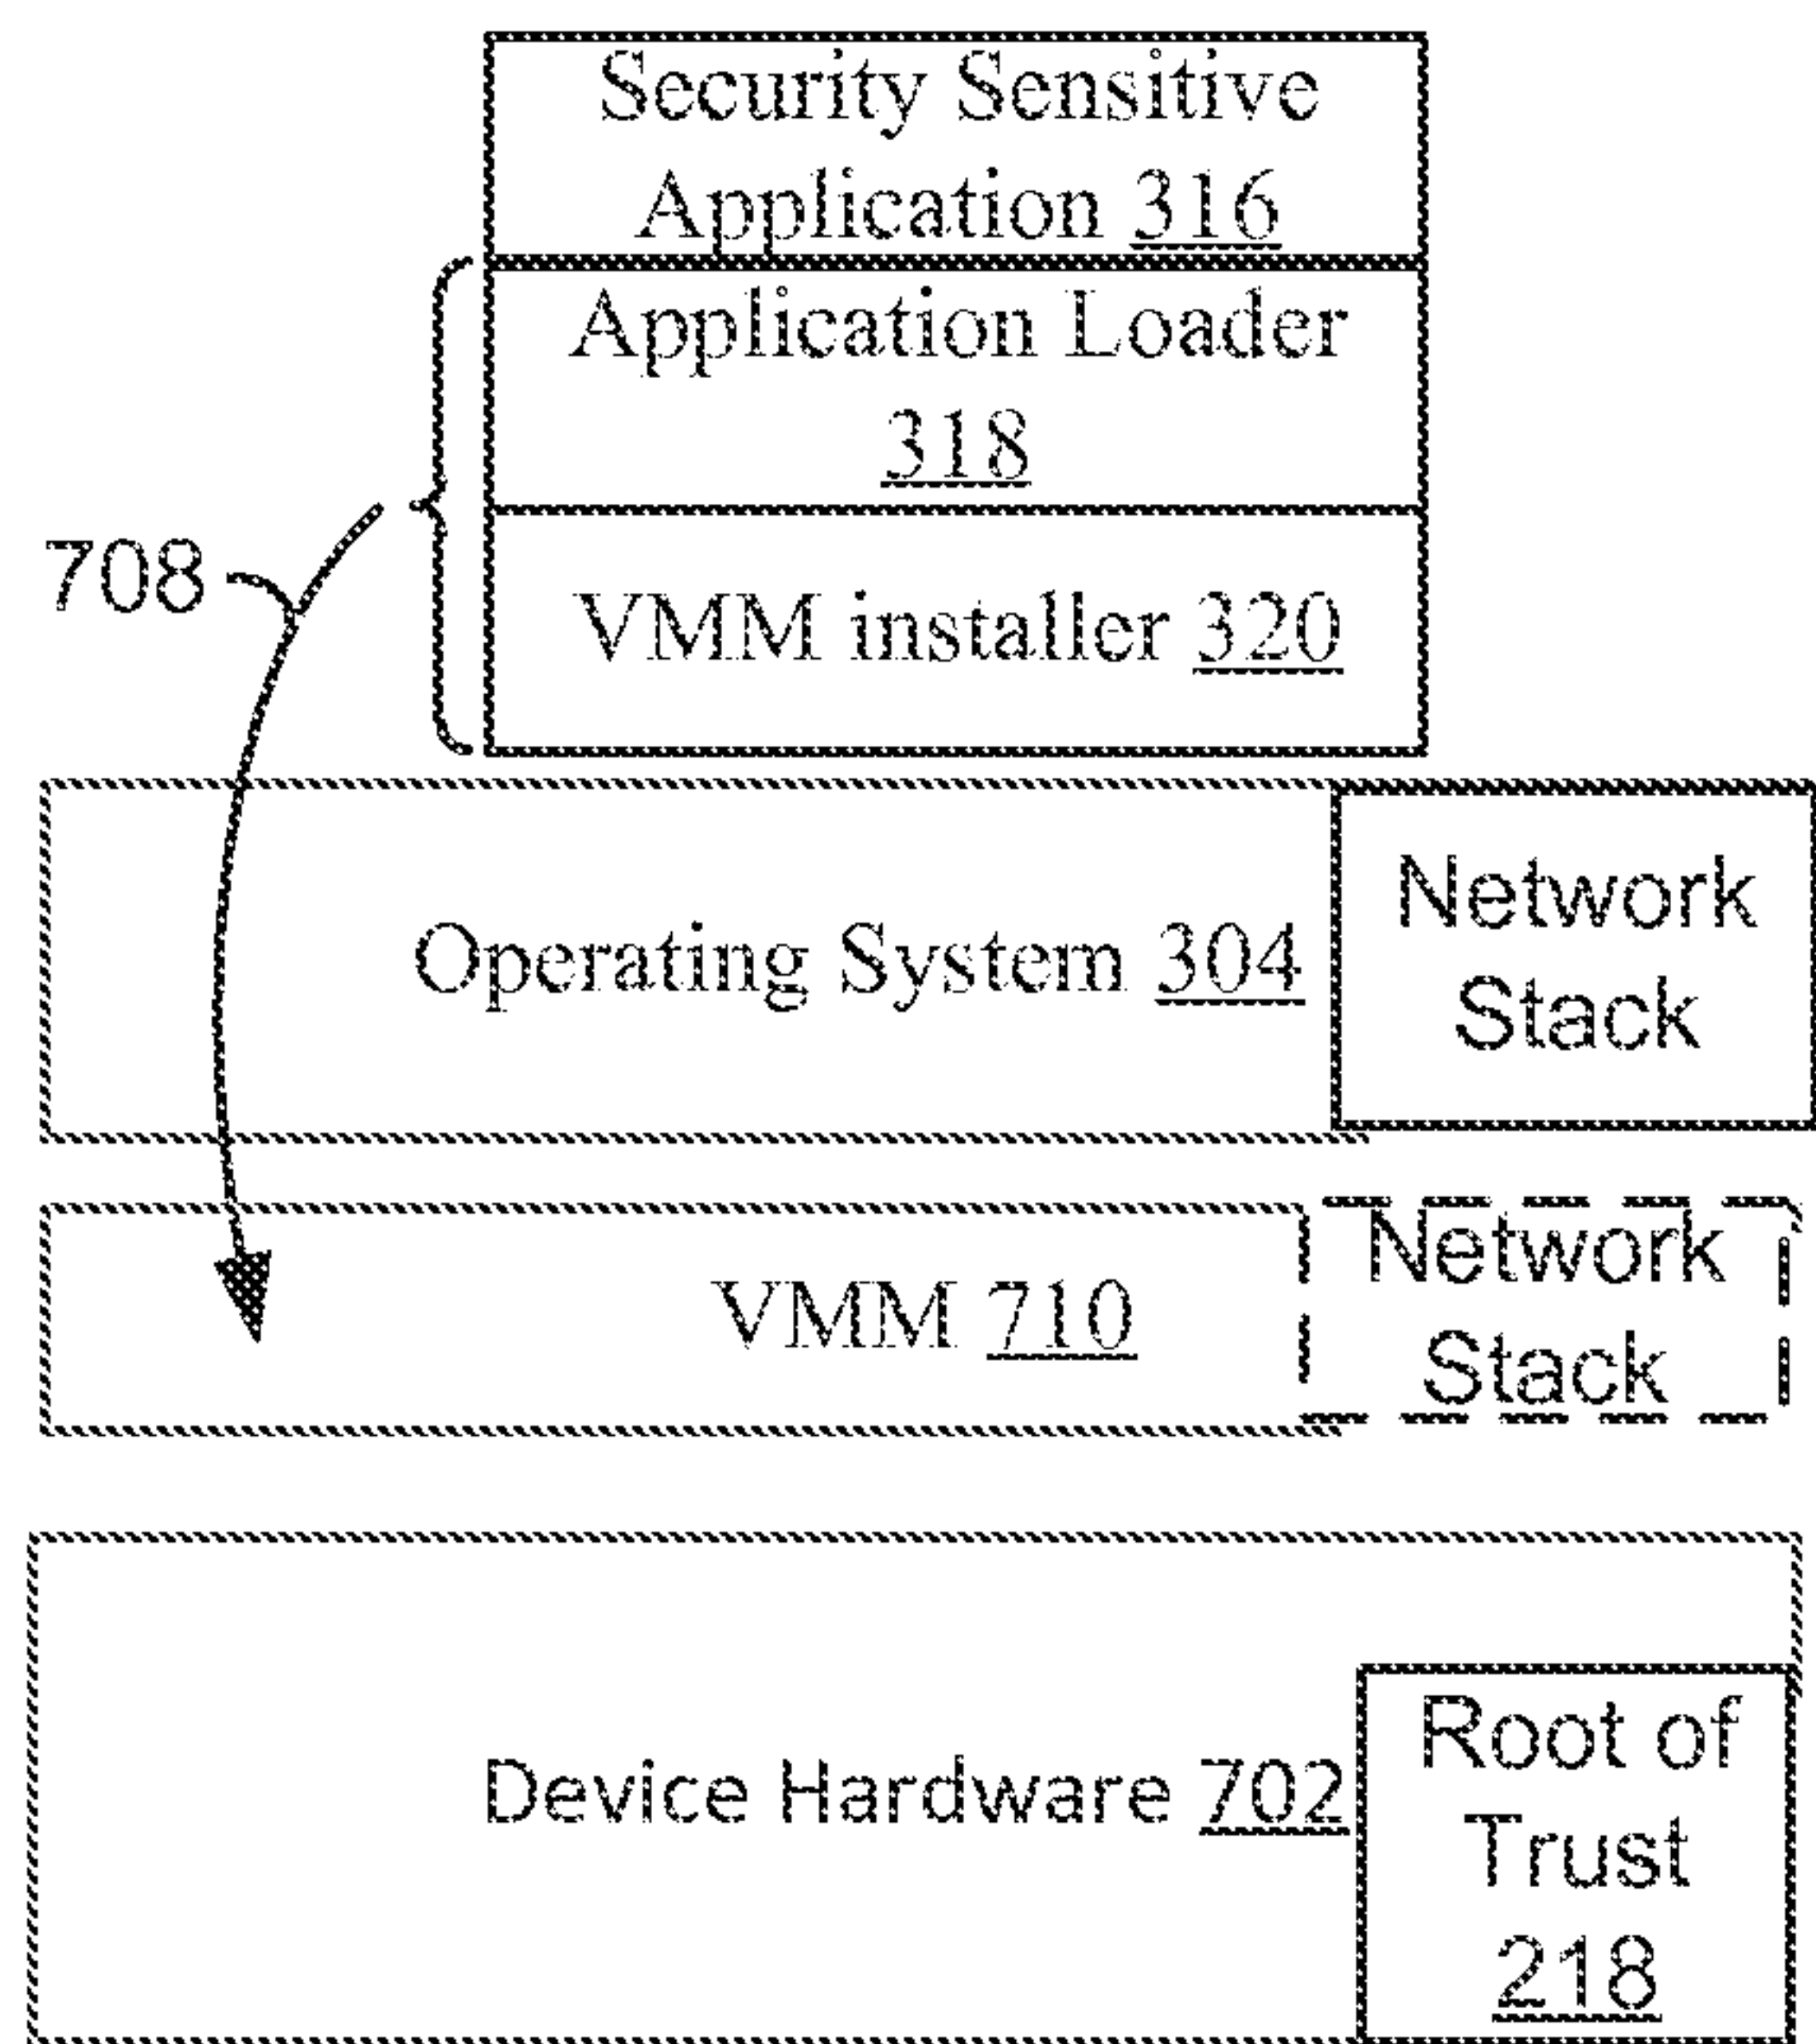 Security Sensitive
Application 316
Application Loader
318
708
VMM installer 320
Operating System 304
Network
Stack
VMM 710
Network
Stack
Device Hardware 702
Root of
Trust
218